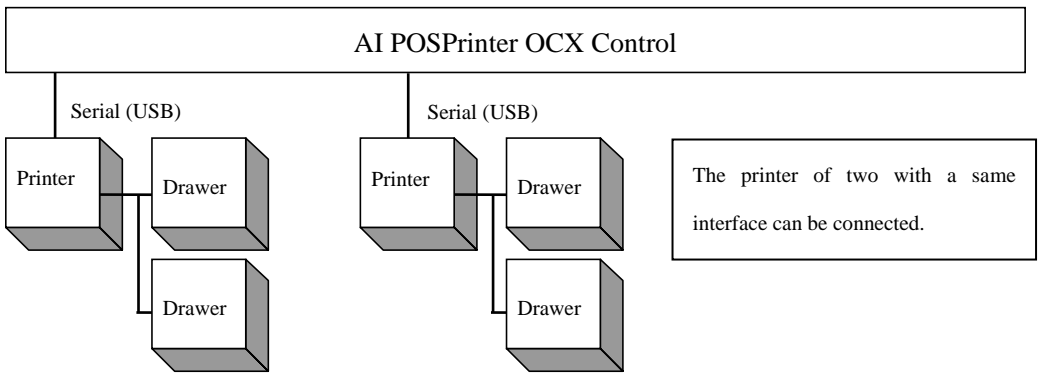 AI POSPrinter OCX Control
Serial (USB)
Serial (USB)
Printer
Drawer
Printer
Drawer
The printer of two with a same
interface can be connected.
Drawer
Drawer